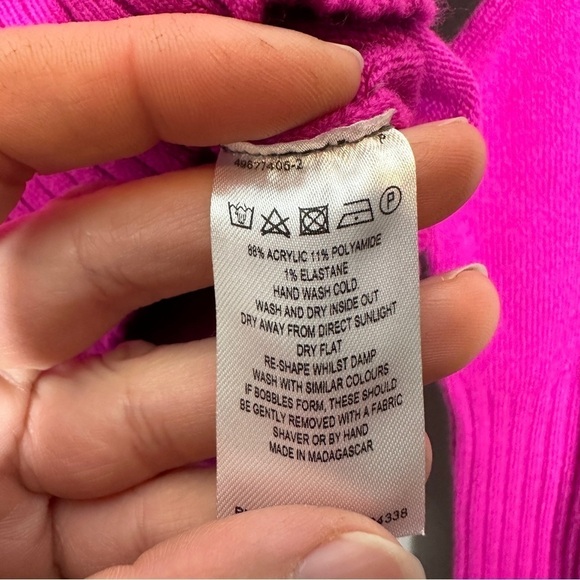 49677406-2
P
88% ACRYLIC 11% POLYAMIDE
1% ELASTANE
HAND WASH COLD
WASH AND DRY INSIDE OUT
DRY AWAY FROM DIRECT SUNLIGHT
DRY FLAT
RE-SHAPE WHILST DAMP
WASH WITH SIMILAR COLOURS
IF BOBBLES FORM, THESE SHOULD
BE GENTLY REMOVED WITH A FABRIC
SHAVER OR BY HAND
MADE IN MADAGASCAR
4338